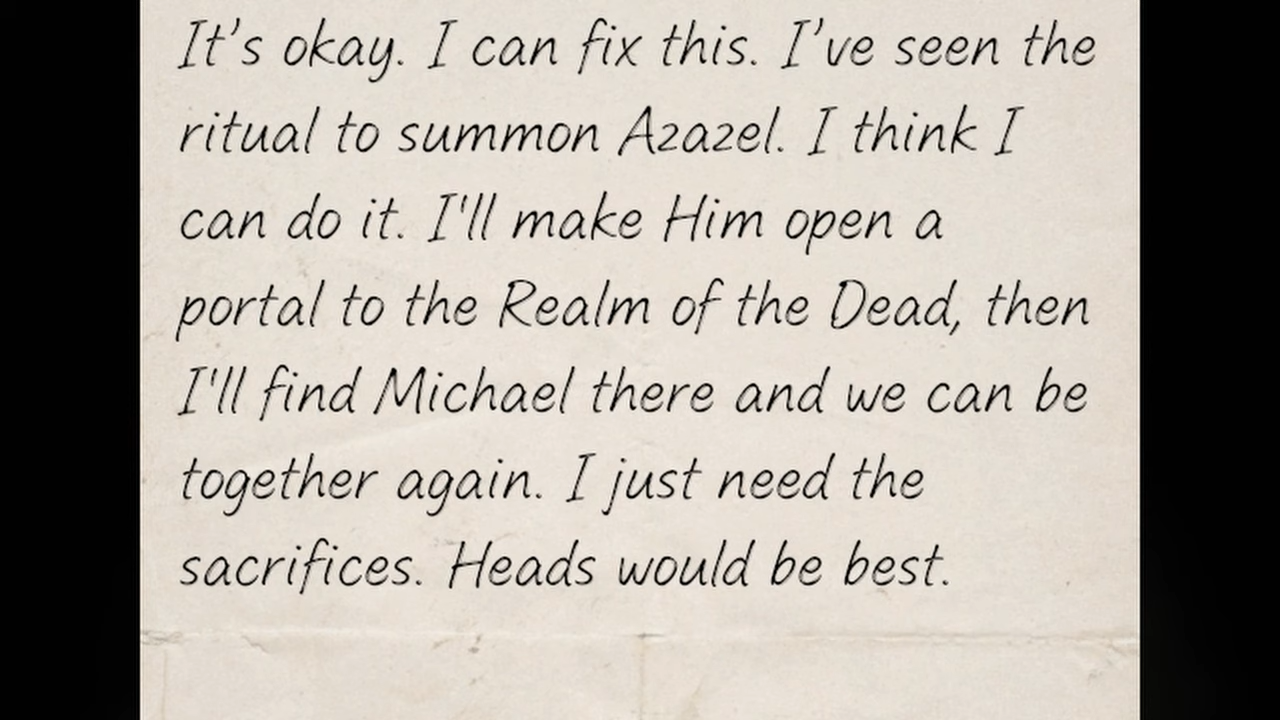 It’s okay. I can fix this. I’ve seen the
ritual to summon Azazel. I think I
can do it. I'll make Him open a
portal to the Realm of the Dead, then
I'll find Michael there and we can be
together again. I just need the
sacrifices. Heads would be best.